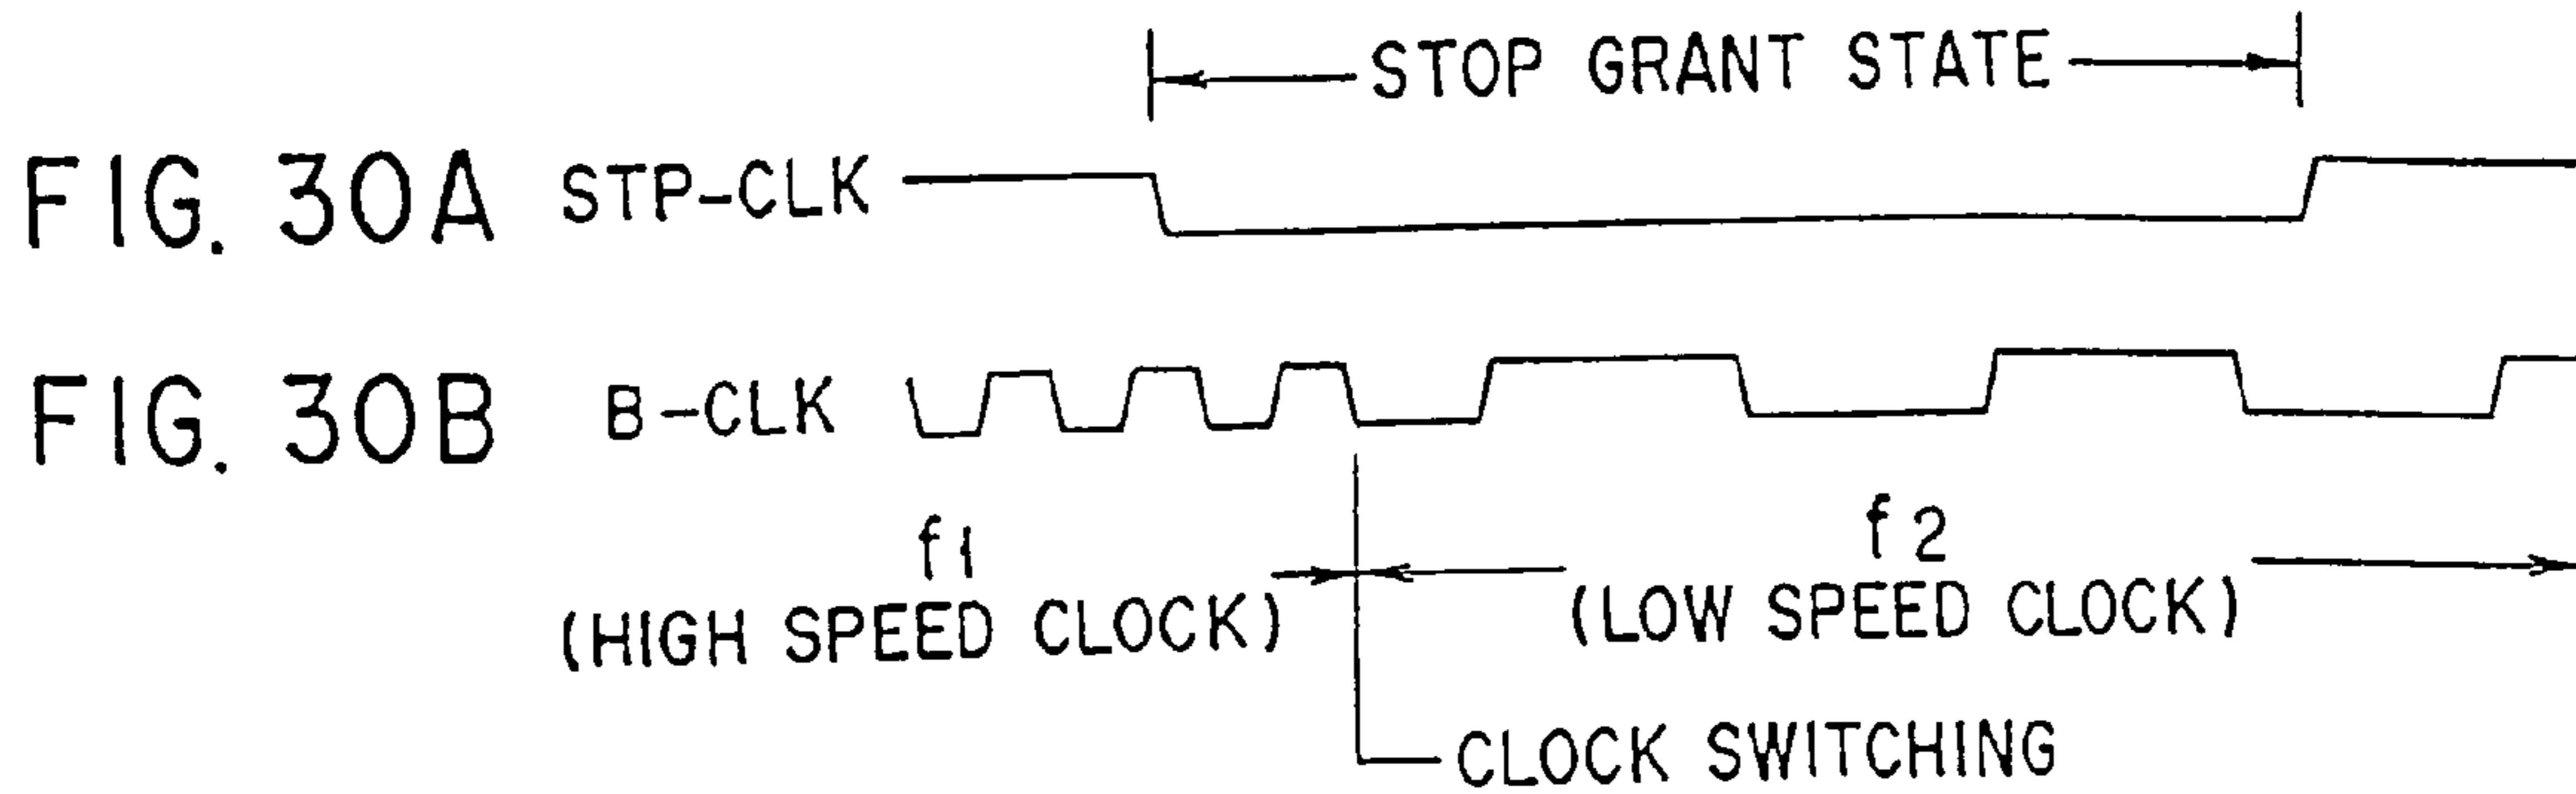 STOP GRANT STATE
FIG. 30A STP-CLK
FIG. 30B B-CLK
f1
(HIGH SPEED CLOCK)
f2
(LOW SPEED CLOCK)
CLOCK SWITCHING